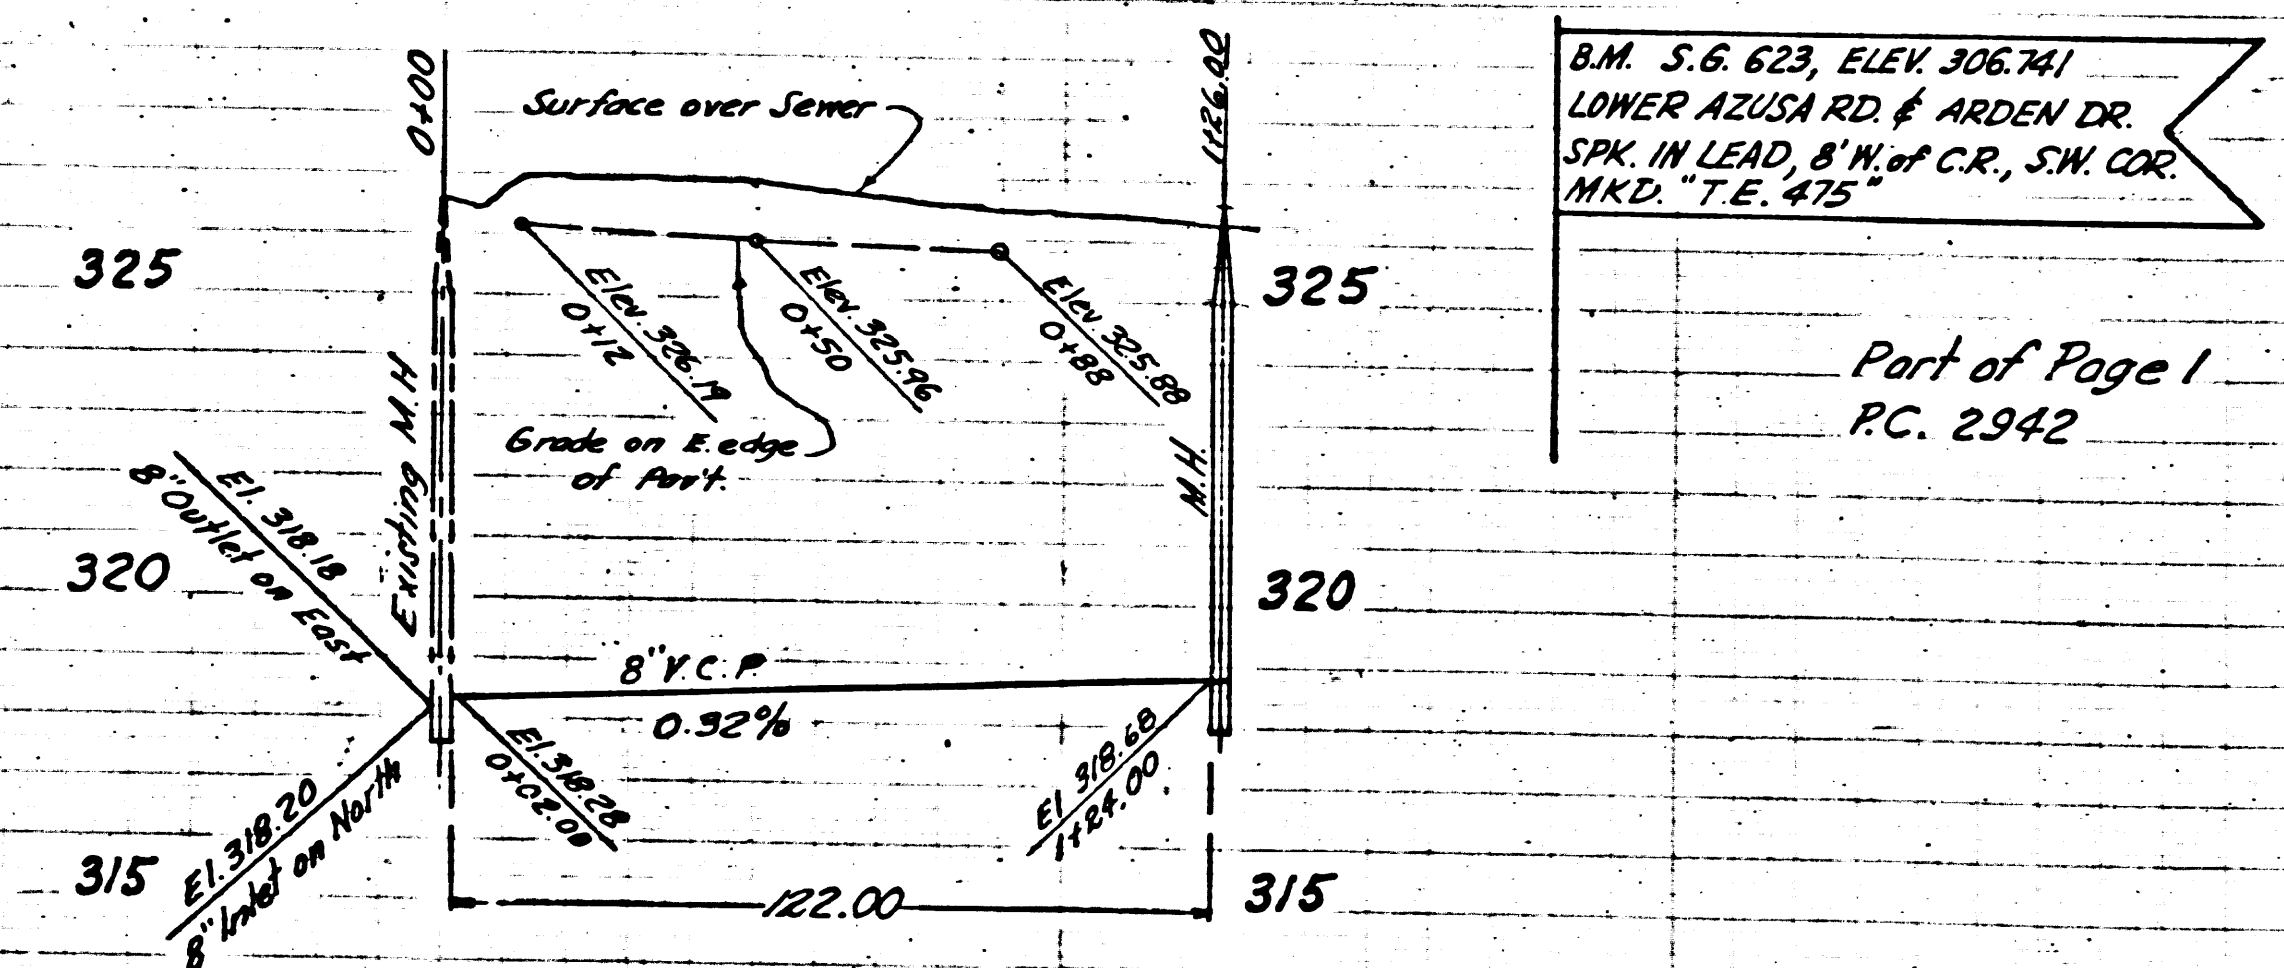 0+00
Surface over Sewer
1+26.00
B.M. S.G. 623, ELEV. 306.741
LOWER AZUSA RD. & ARDEN DR.
SPK. IN LEAD, 8' W. of C.R., S.W. COR.
MKD. "T.E. 475"
325
Elev. 326.19
0+12
Elev. 325.96
0+50
Elev. 325.88
0+88
325
Part of Page 1
P.C. 2942
Existing M.H
Grade on E. edge
of Pav't.
M.H.
El. 318.18
8" Outlet on East
320
320
8" V.C.P.
0.32%
El. 318.28
0+02.00
El 318.68
1+24.00
El. 318.20
8" Inlet on North
315
122.00
315